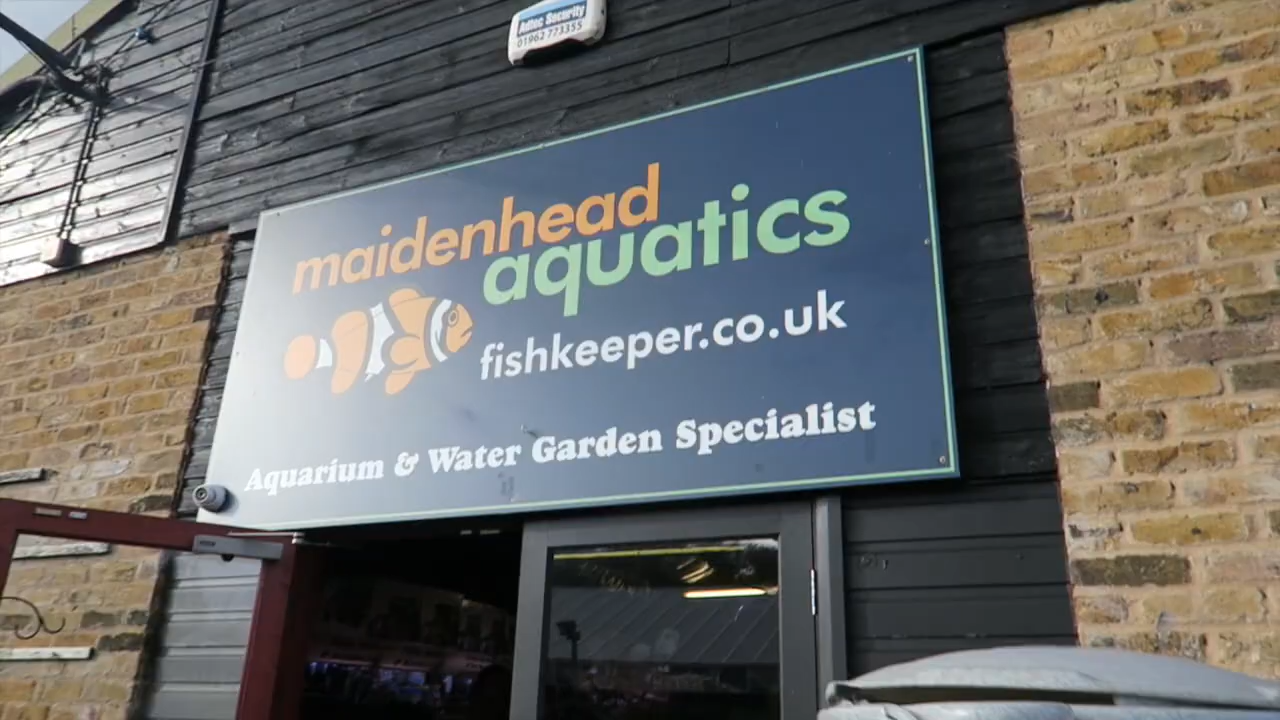 Adtec Security
01962 773355
maidenhead
aquatics
fishkeeper.co.uk
Aquarium & Water Garden Specialist